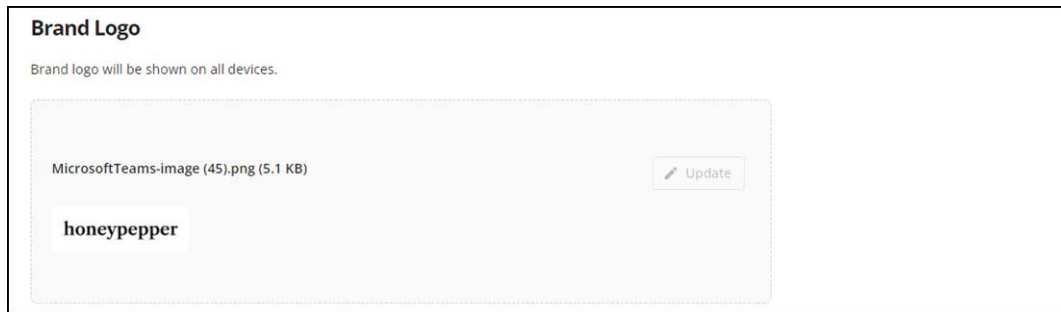 Brand Logo
Brand logo will be shown on all devices.
MicrosoftTeams-image (45).png (5.1 KB)
Update
honeypepper